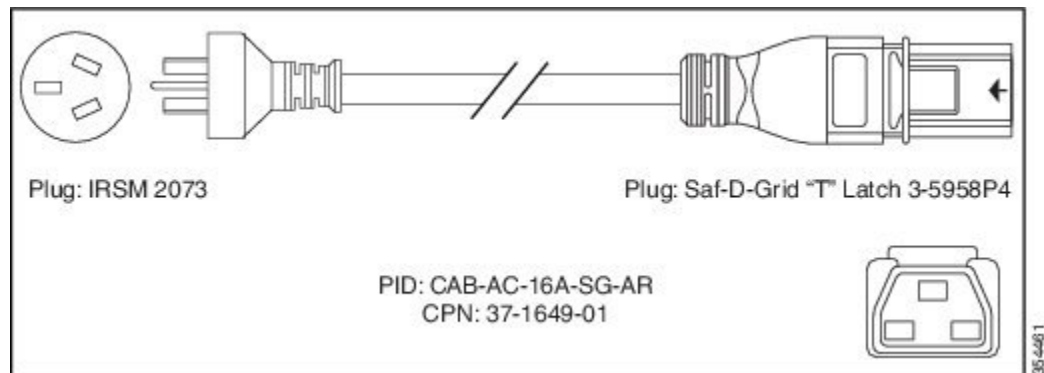 Plug: IRSM 2073
Plug: Saf-D-Grid “T” Latch 3-5958P4
PID: CAB-AC-16A-SG-AR
CPN: 37-1649-01
354461